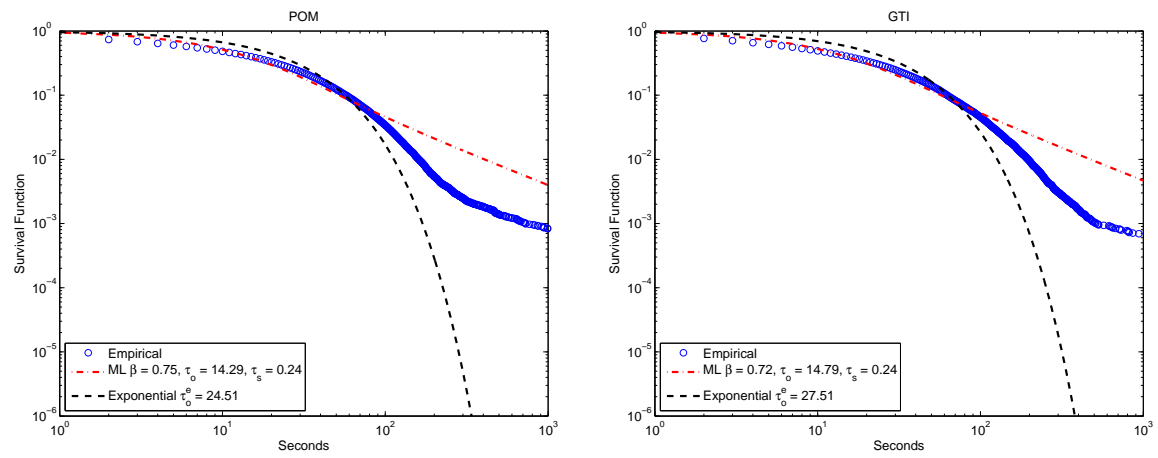 POM
10^0
10^-1
10^-2
10^-3
10^-4
10^-5
10^-6
Survival Function
Empirical
ML β = 0.75, τ_o = 14.29, τ_s = 0.24
Exponential τ_o^e = 24.51
10^0
10^1
10^2
10^3
Seconds
GTI
10^0
10^-1
10^-2
10^-3
10^-4
10^-5
10^-6
Survival Function
Empirical
ML β = 0.72, τ_o = 14.79, τ_s = 0.24
Exponential τ_o^e = 27.51
10^0
10^1
10^2
10^3
Seconds